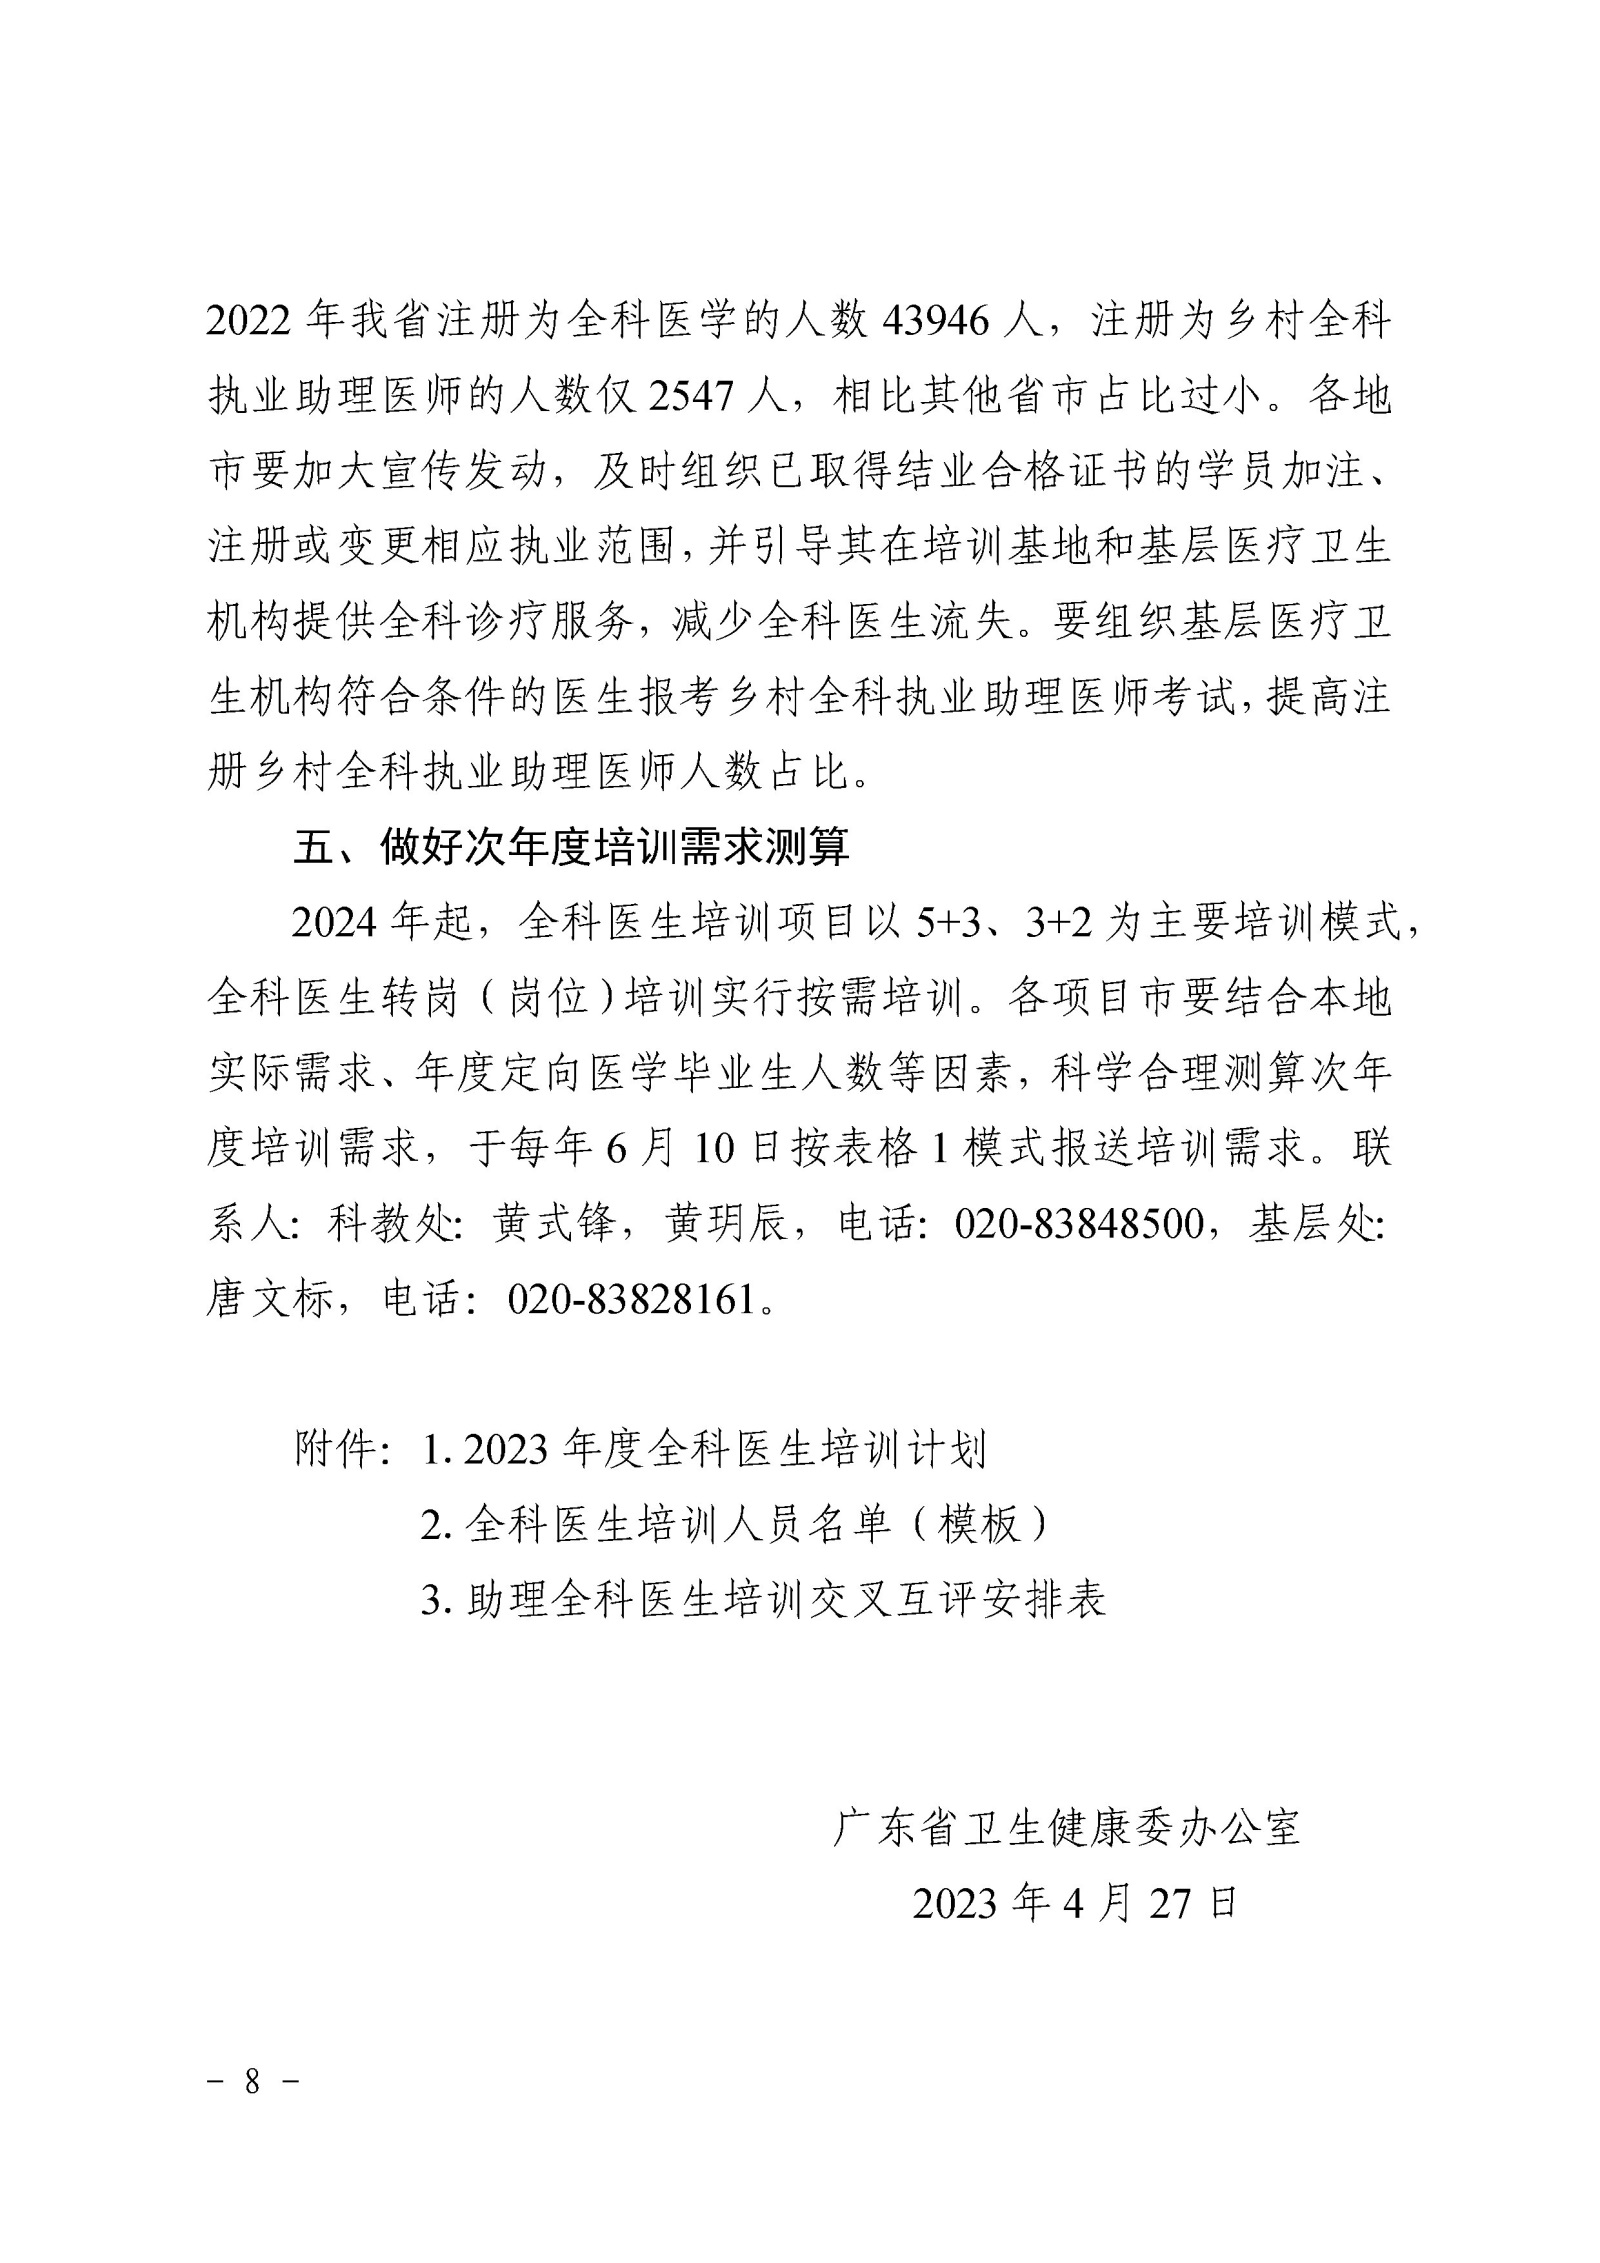 2022 年我省注册为全科医学的人数 43946 人，注册为乡村全科
执业助理医师的人数仅 2547 人，相比其他省市占比过小。各地
市要加大宣传发动，及时组织已取得结业合格证书的学员加注、
注册或变更相应执业范围，并引导其在培训基地和基层医疗卫生
机构提供全科诊疗服务，减少全科医生流失。要组织基层医疗卫
生机构符合条件的医生报考乡村全科执业助理医师考试，提高注
册乡村全科执业助理医师人数占比。
五、做好次年度培训需求测算
2024 年起，全科医生培训项目以 5+3、3+2 为主要培训模式，
全科医生转岗（岗位）培训实行按需培训。各项目市要结合本地
实际需求、年度定向医学毕业生人数等因素，科学合理测算次年
度培训需求，于每年 6 月 10 日按表格 1 模式报送培训需求。联
系人：科教处：黄式锋，黄玥辰，电话：020-83848500，基层处：
唐文标，电话：020-83828161。
附件：1. 2023 年度全科医生培训计划
2. 全科医生培训人员名单（模板）
3. 助理全科医生培训交叉互评安排表
广东省卫生健康委办公室
2023 年 4 月 27 日
- 8 -